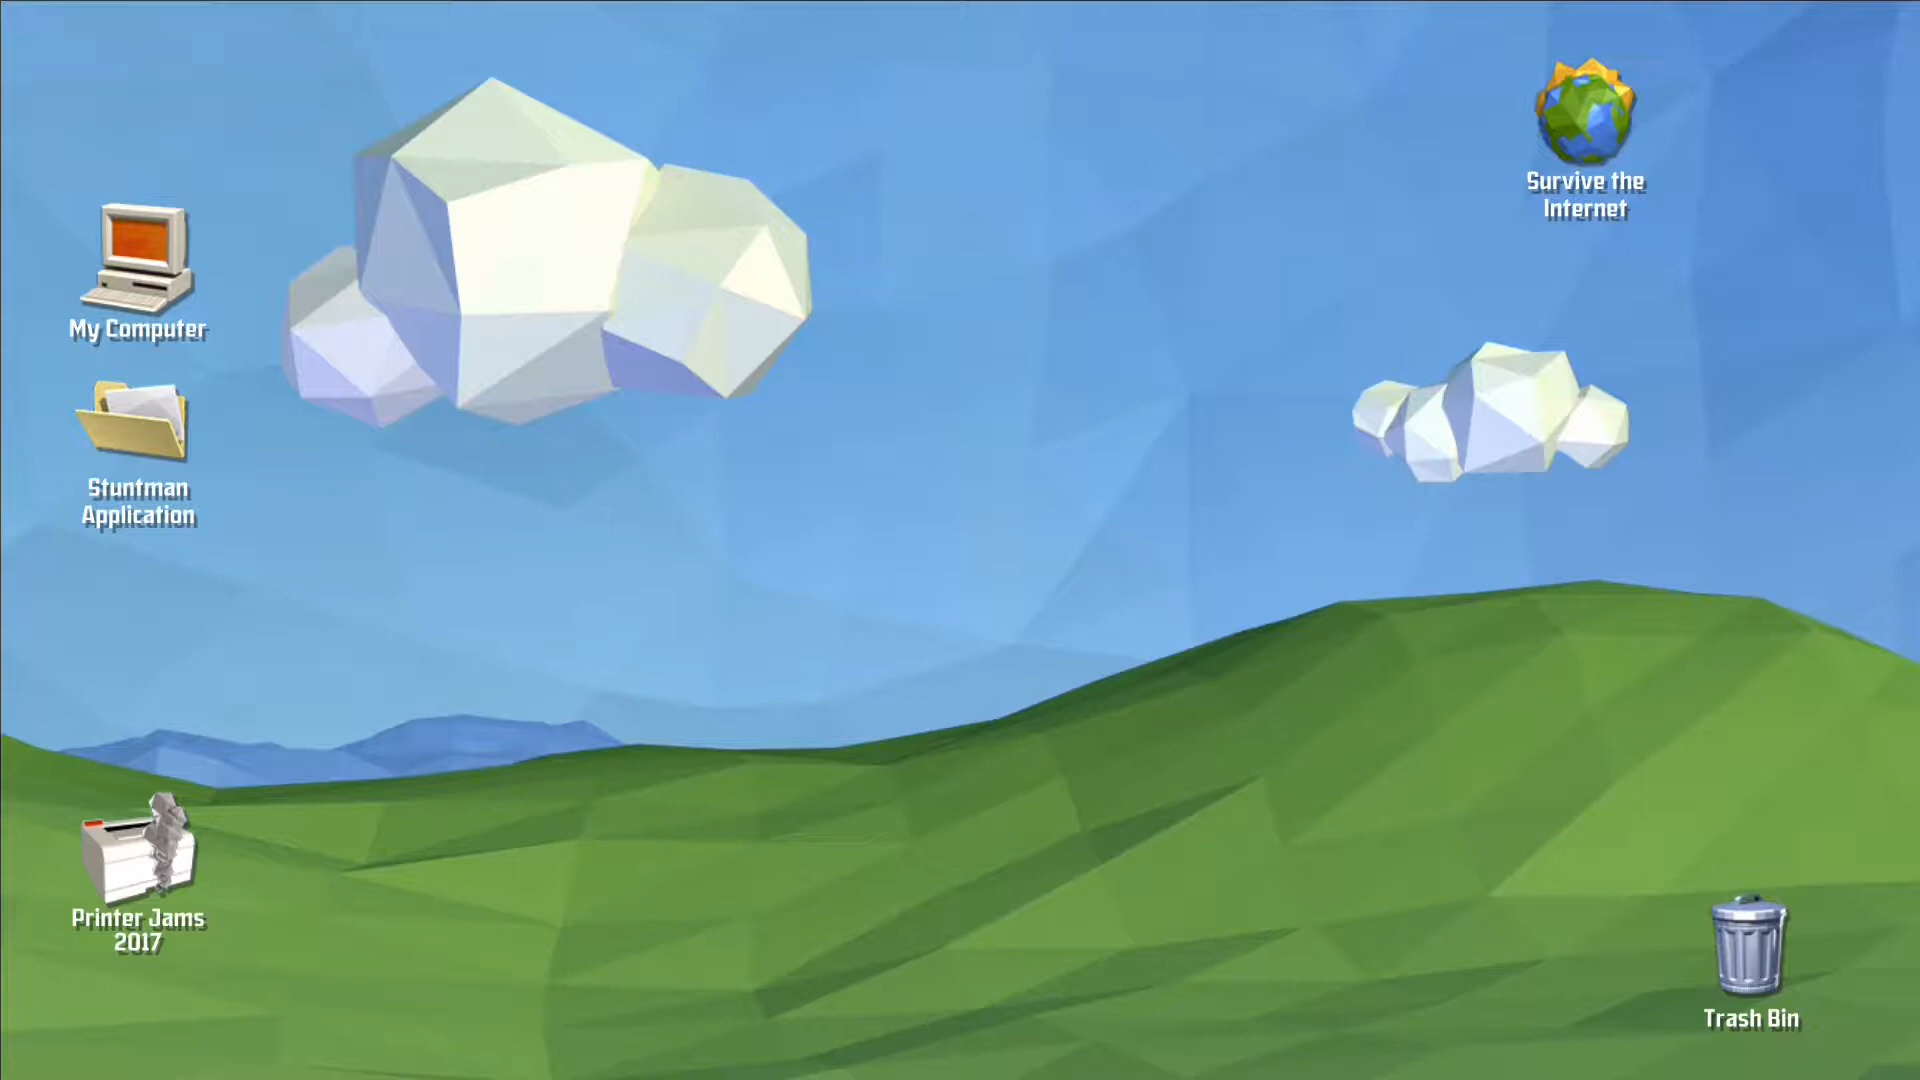 Survive the
Internet
My Computer
Stuntman
Application
Printer Jams
2017
Trash Bin